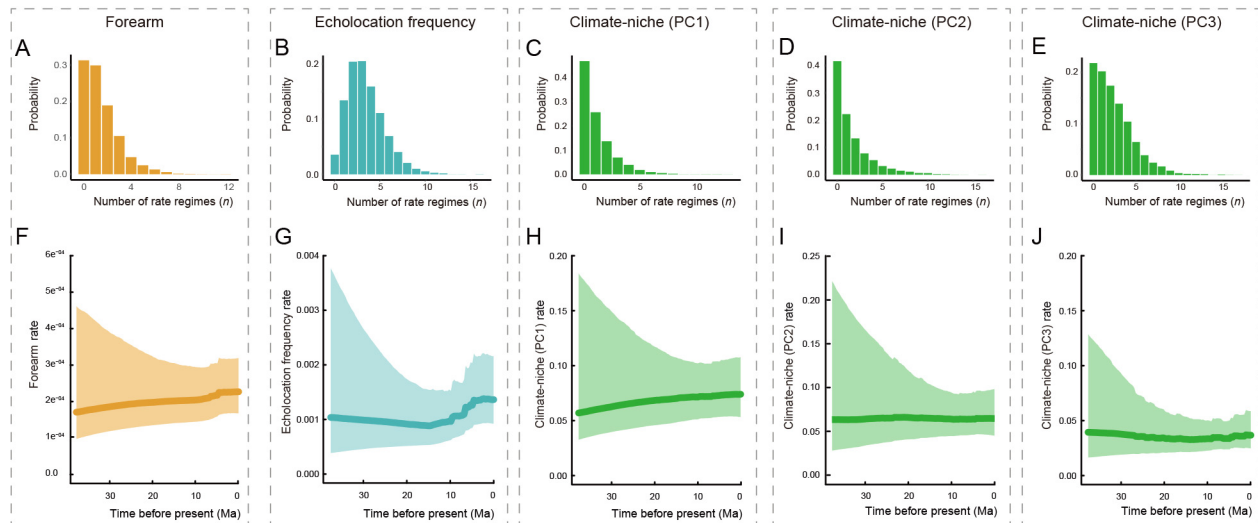 Forearm
Echolocation frequency
Climate-niche (PC1)
Climate-niche (PC2)
Climate-niche (PC3)
A
Probability
0.3
0.2
0.1
0.0
0 4 8 12
Number of rate regimes (n)
B
Probability
0.2
0.1
0.0
0 5 10 15
Number of rate regimes (n)
C
Probability
0.5
0.4
0.3
0.2
0.1
0.0
0 5 10
Number of rate regimes (n)
D
Probability
0.4
0.3
0.2
0.1
0.0
0 5 10 15
Number of rate regimes (n)
E
Probability
0.2
0.1
0.0
0 5 10 15
Number of rate regimes (n)
F
Forearm rate
6e⁻⁰⁴
5e⁻⁰⁴
4e⁻⁰⁴
3e⁻⁰⁴
2e⁻⁰⁴
1e⁻⁰⁴
0.0
30 20 10 0
Time before present (Ma)
G
Echolocation frequency rate
0.004
0.003
0.002
0.001
0.000
30 20 10 0
Time before present (Ma)
H
Climate-niche (PC1) rate
0.20
0.15
0.10
0.05
0.00
30 20 10 0
Time before present (Ma)
I
Climate-niche (PC2) rate
0.25
0.20
0.15
0.10
0.05
0.00
30 20 10 0
Time before present (Ma)
J
Climate-niche (PC3) rate
0.20
0.15
0.10
0.05
0.00
30 20 10 0
Time before present (Ma)